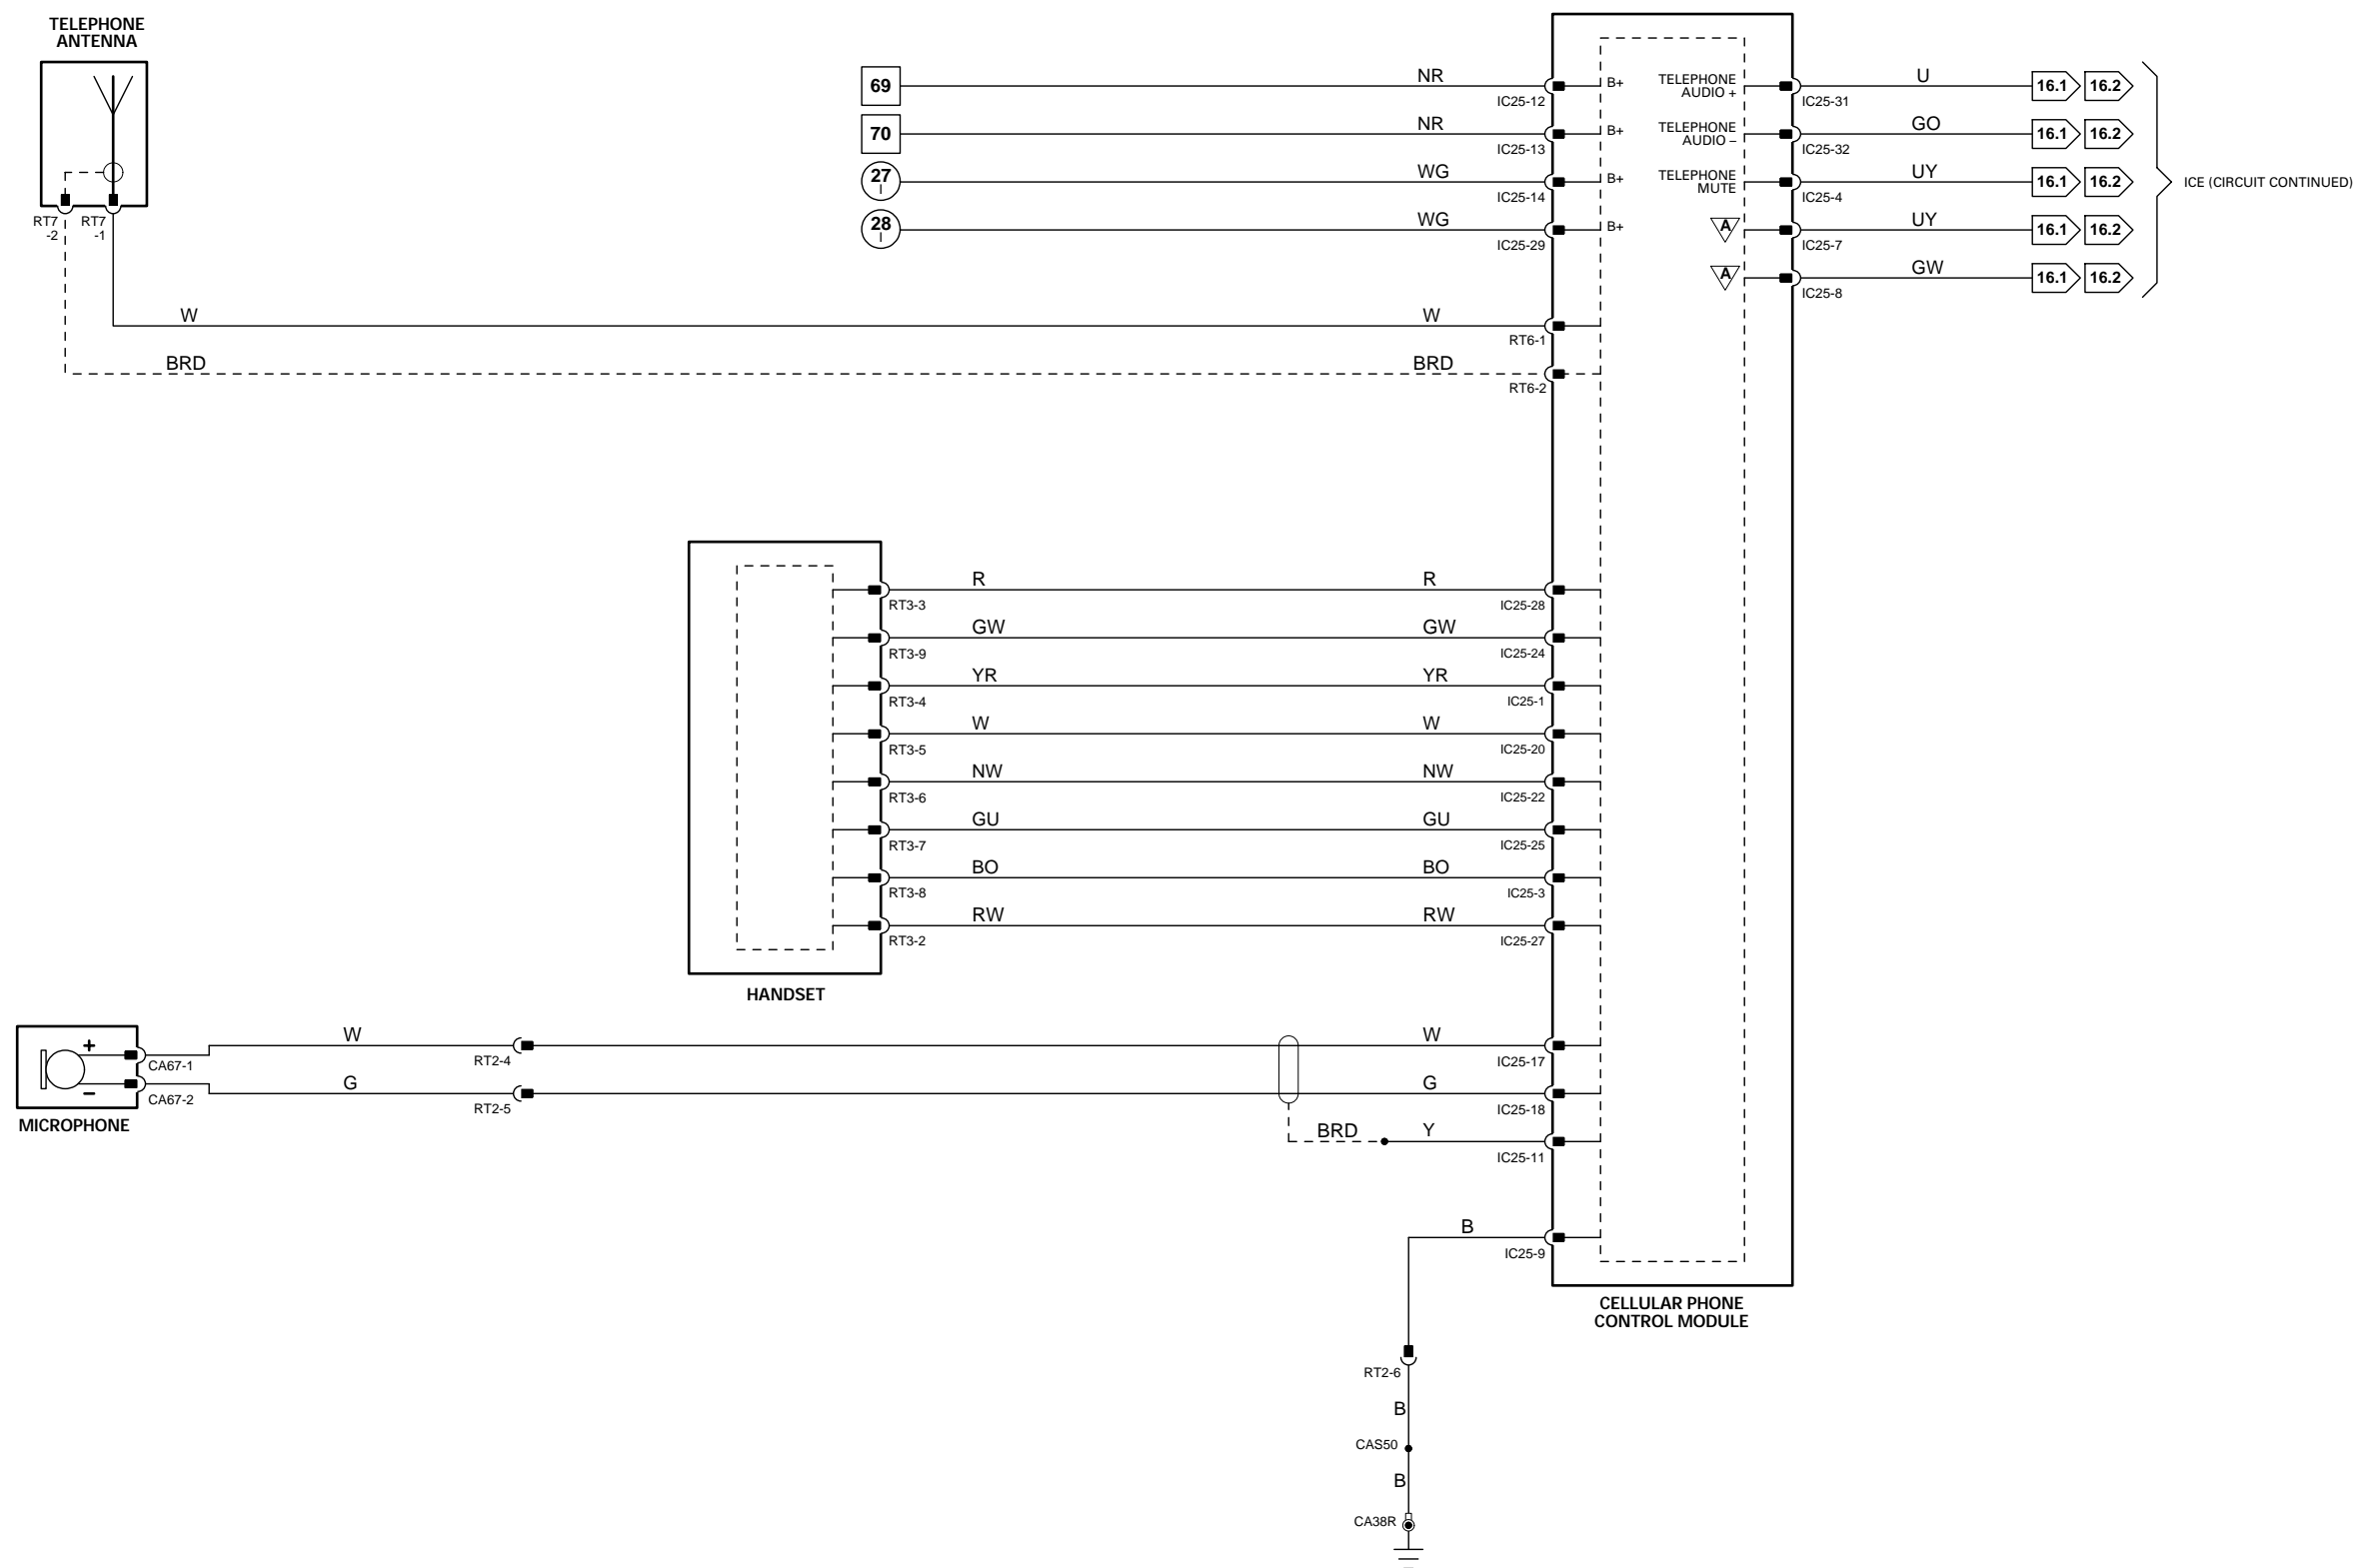 TELEPHONE
ANTENNA
RT7
-2
RT7
-1
W
W
RT6-1
BRD
BRD
RT6-2
69
NR
IC25-12
B+
70
NR
IC25-13
B+
27
I
WG
IC25-14
B+
28
I
WG
IC25-29
B+
TELEPHONE
AUDIO +
IC25-31
U
16.1
16.2
TELEPHONE
AUDIO –
IC25-32
GO
16.1
16.2
TELEPHONE
MUTE
IC25-4
UY
16.1
16.2
A
IC25-7
UY
16.1
16.2
A
IC25-8
GW
16.1
16.2
ICE (CIRCUIT CONTINUED)
RT3-3
R
R
IC25-28
RT3-9
GW
GW
IC25-24
RT3-4
YR
YR
IC25-1
RT3-5
W
W
IC25-20
RT3-6
NW
NW
IC25-22
RT3-7
GU
GU
IC25-25
RT3-8
BO
BO
IC25-3
RT3-2
RW
RW
IC25-27
HANDSET
+
CA67-1
W
RT2-4
W
IC25-17
–
CA67-2
G
RT2-5
G
IC25-18
MICROPHONE
BRD
Y
IC25-11
B
IC25-9
CELLULAR PHONE
CONTROL MODULE
RT2-6
B
CAS50
B
CA38R